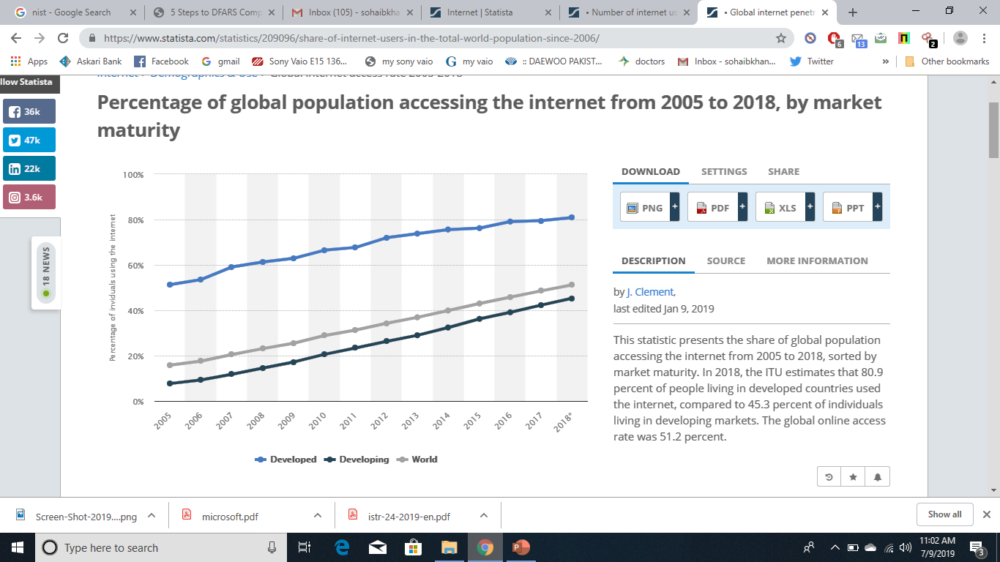 nist - Google Search
5 Steps to DFARS Comp
Inbox (105) - sohaibkha
Internet | Statista
• Number of internet us
• Global internet penetr
https://www.statista.com/statistics/209096/share-of-internet-users-in-the-total-world-population-since-2006/
6
13
2
Apps
Askari Bank
Facebook
gmail
Sony Vaio E15 136...
my sony vaio
my vaio
:: DAEWOO PAKIST...
doctors
Inbox - sohaibkhan...
Twitter
»
Other bookmarks
llow Statista
36k
47k
22k
3.6k
18 NEWS
Internet › Demographics & Use › Global internet access rate 2005-2018
Percentage of global population accessing the internet from 2005 to 2018, by market
maturity
Percentage of inviduals using the internet
100%
80%
60%
40%
20%
0%
2005
2006
2007
2008
2009
2010
2011
2012
2013
2014
2015
2016
2017
2018*
Developed
Developing
World
DOWNLOAD
SETTINGS
SHARE
PNG +
PDF +
XLS +
PPT +
DESCRIPTION
SOURCE
MORE INFORMATION
by J. Clement,
last edited Jan 9, 2019
This statistic presents the share of global population
accessing the internet from 2005 to 2018, sorted by
market maturity. In 2018, the ITU estimates that 80.9
percent of people living in developed countries used
the internet, compared to 45.3 percent of individuals
living in developing markets. The global online access
rate was 51.2 percent.
Screen-Shot-2019....png
microsoft.pdf
istr-24-2019-en.pdf
Show all
Type here to search
11:02 AM
7/9/2019
3